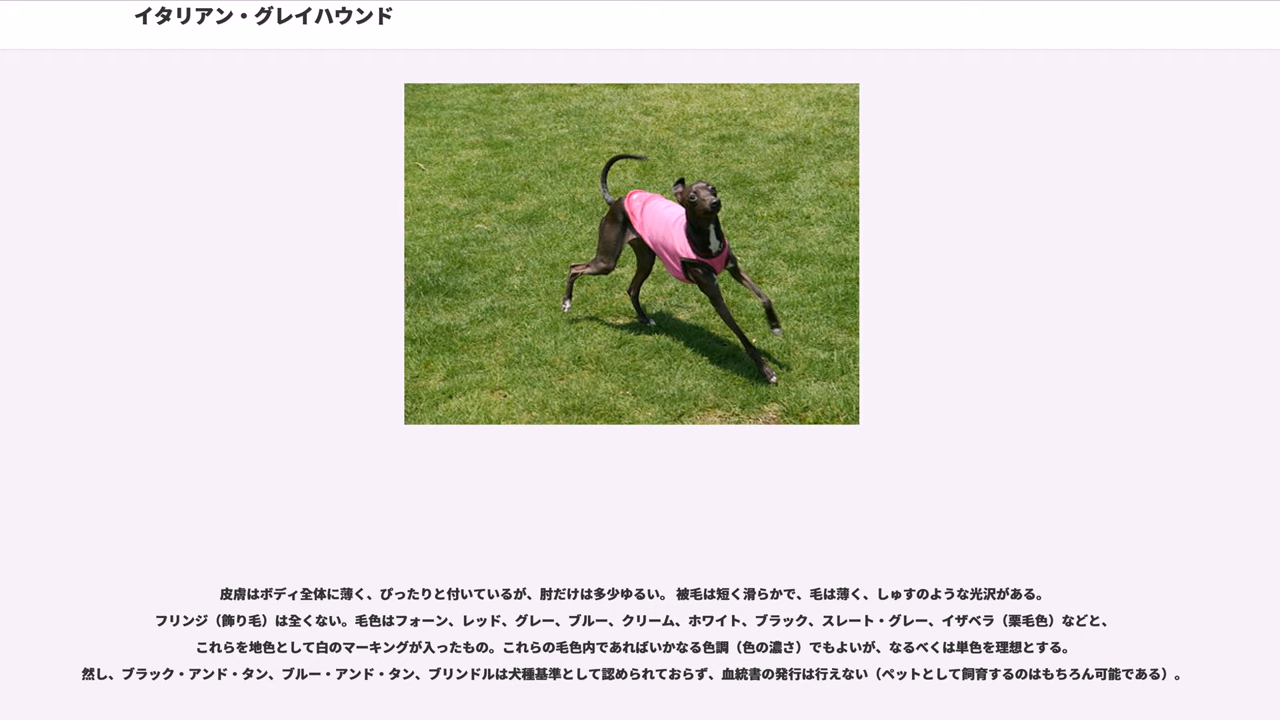 イタリアン・グレイハウンド
皮膚はボディ全体に薄く、ぴったりと付いているが、肘だけは多少ゆるい。 被毛は短く滑らかで、毛は薄く、しゅすのような光沢がある。
フリンジ（飾り毛）は全くない。毛色はフォーン、レッド、グレー、ブルー、クリーム、ホワイト、ブラック、スレート・グレー、イザベラ（栗毛色）などと、
これらを地色として白のマーキングが入ったもの。これらの毛色内であればいかなる色調（色の濃さ）でもよいが、なるべくは単色を理想とする。
然し、ブラック・アンド・タン、ブルー・アンド・タン、ブリンドルは犬種基準として認められておらず、血統書の発行は行えない（ペットとして飼育するのはもちろん可能である）。